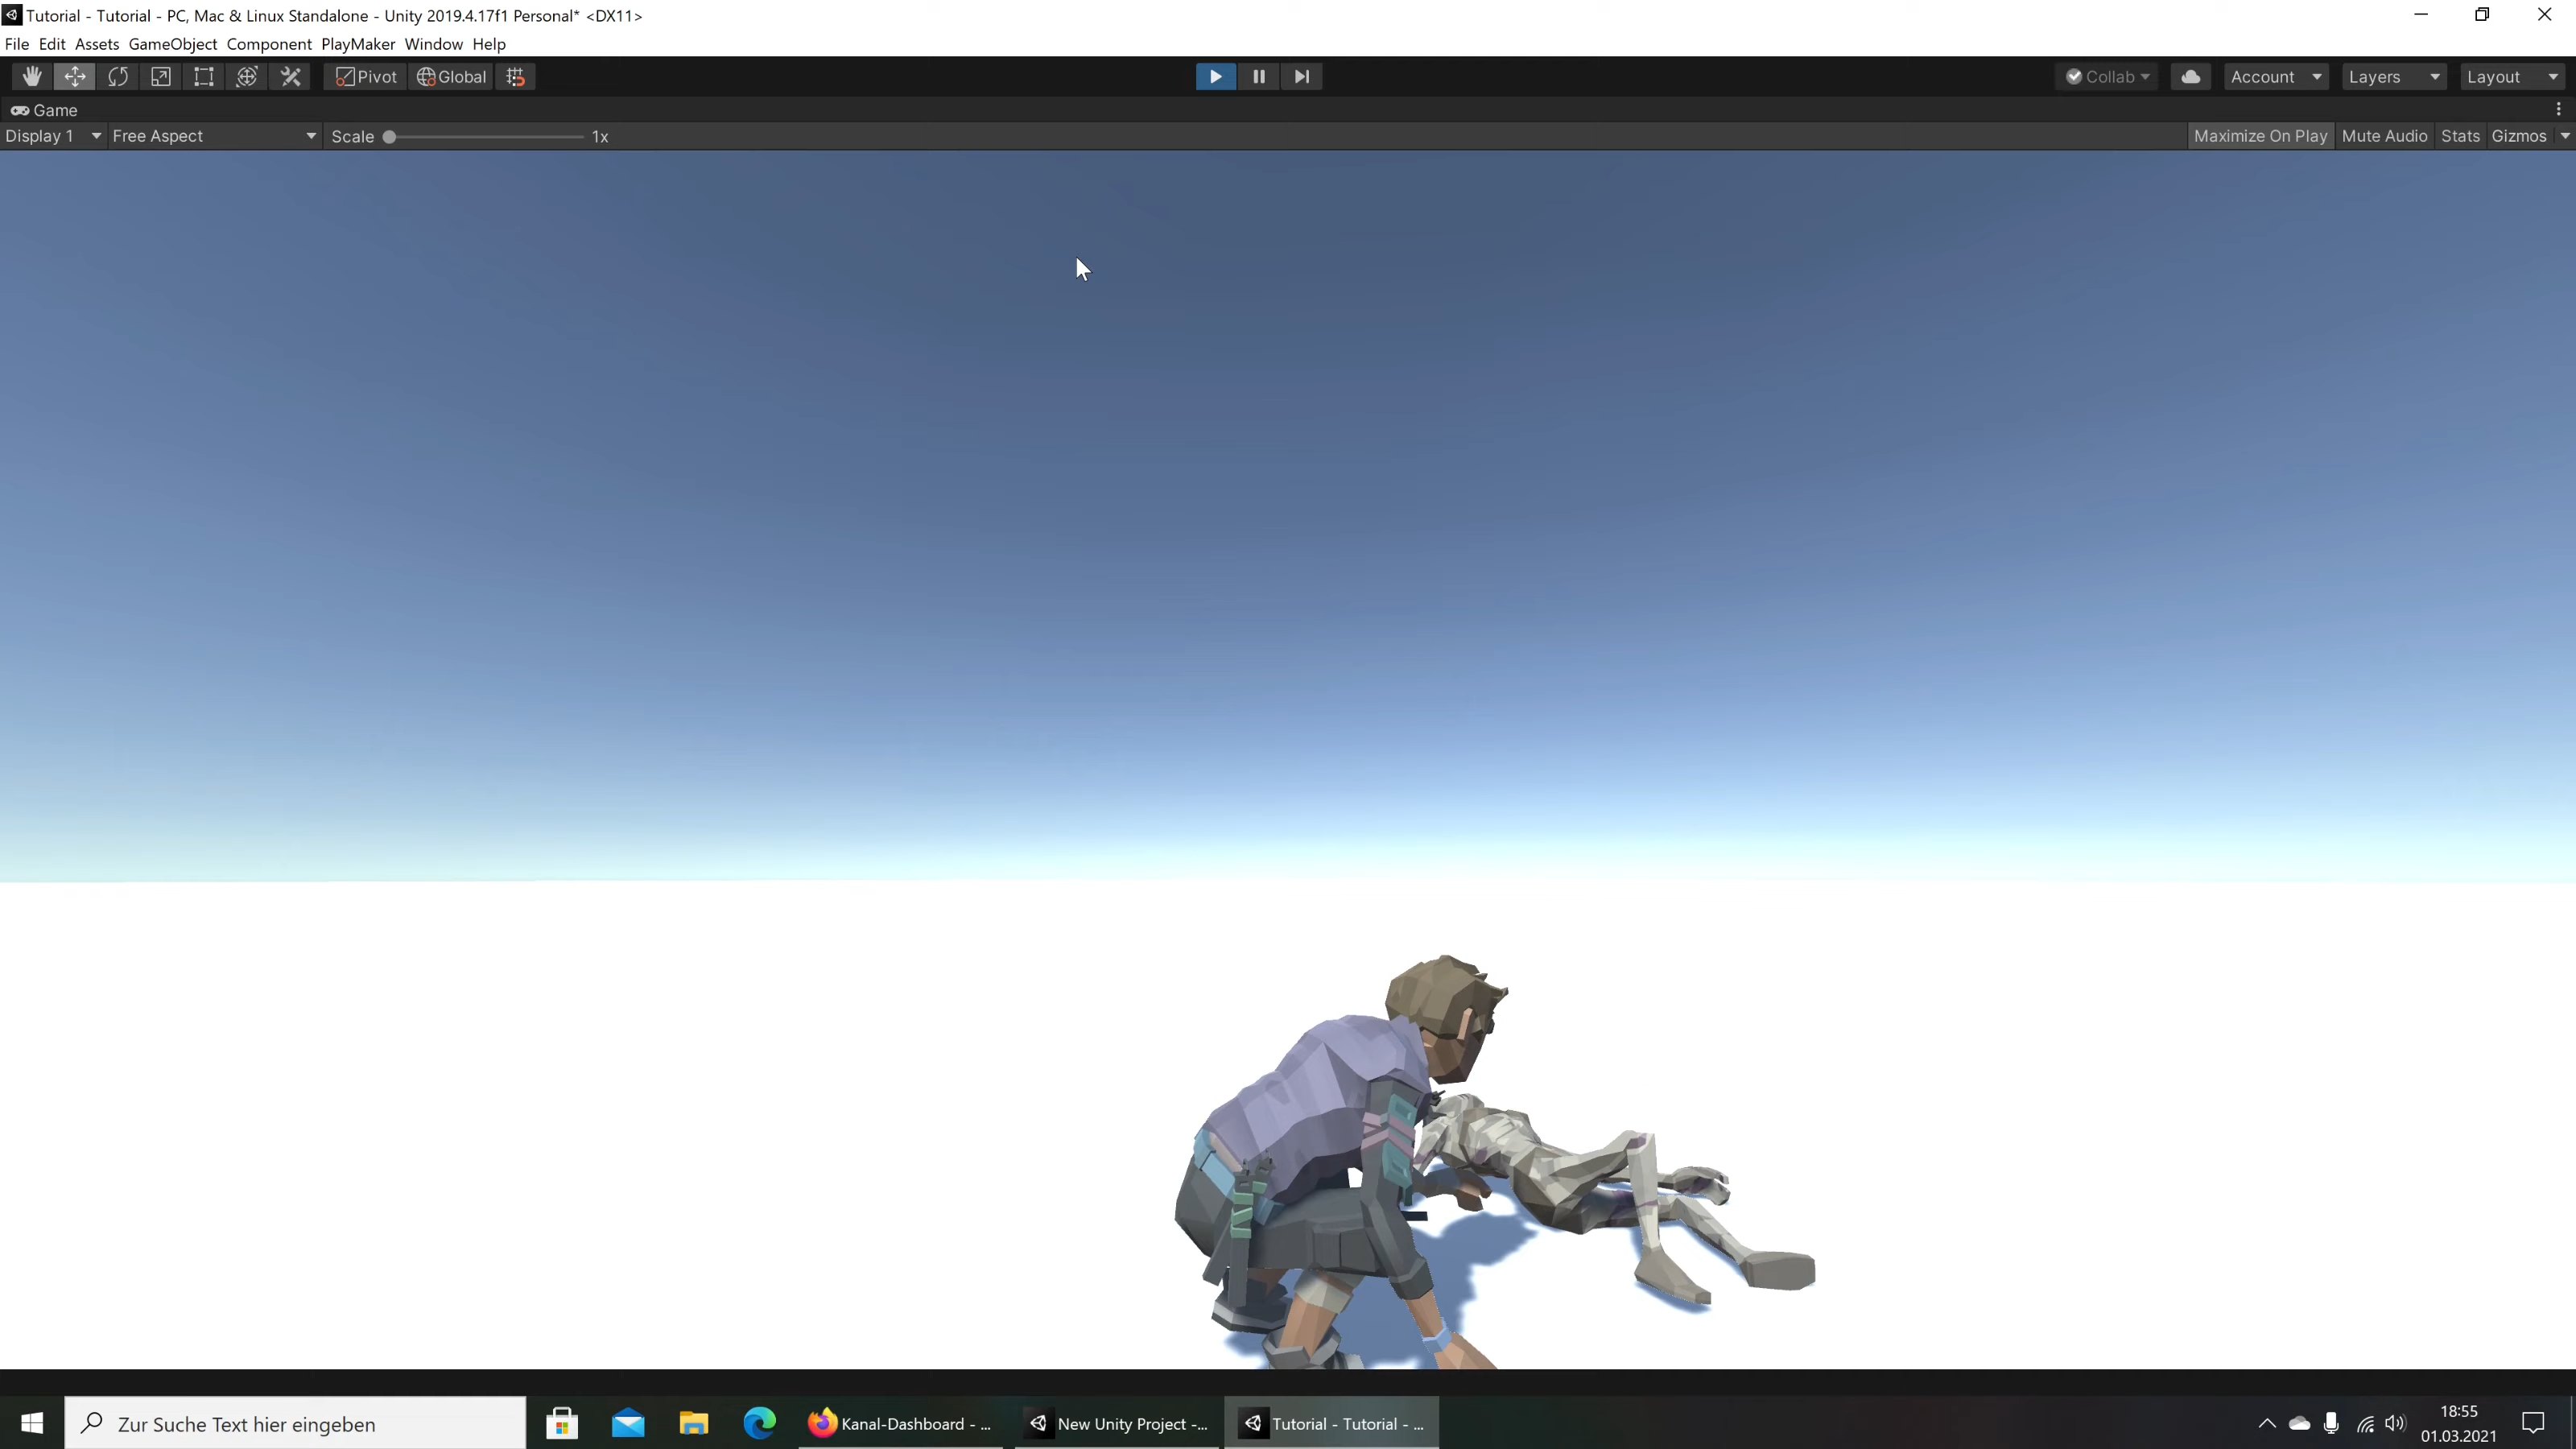 Tutorial - Tutorial - PC, Mac & Linux Standalone - Unity 2019.4.17f1 Personal* <DX11>
File Edit Assets GameObject Component PlayMaker Window Help
Pivot Global Collab Account Layers Layout
Game
Display 1 Free Aspect Scale 1x Maximize On Play Mute Audio Stats Gizmos
Zur Suche Text hier eingeben Kanal-Dashboard - ... New Unity Project -... Tutorial - Tutorial - ... 18:55
01.03.2021